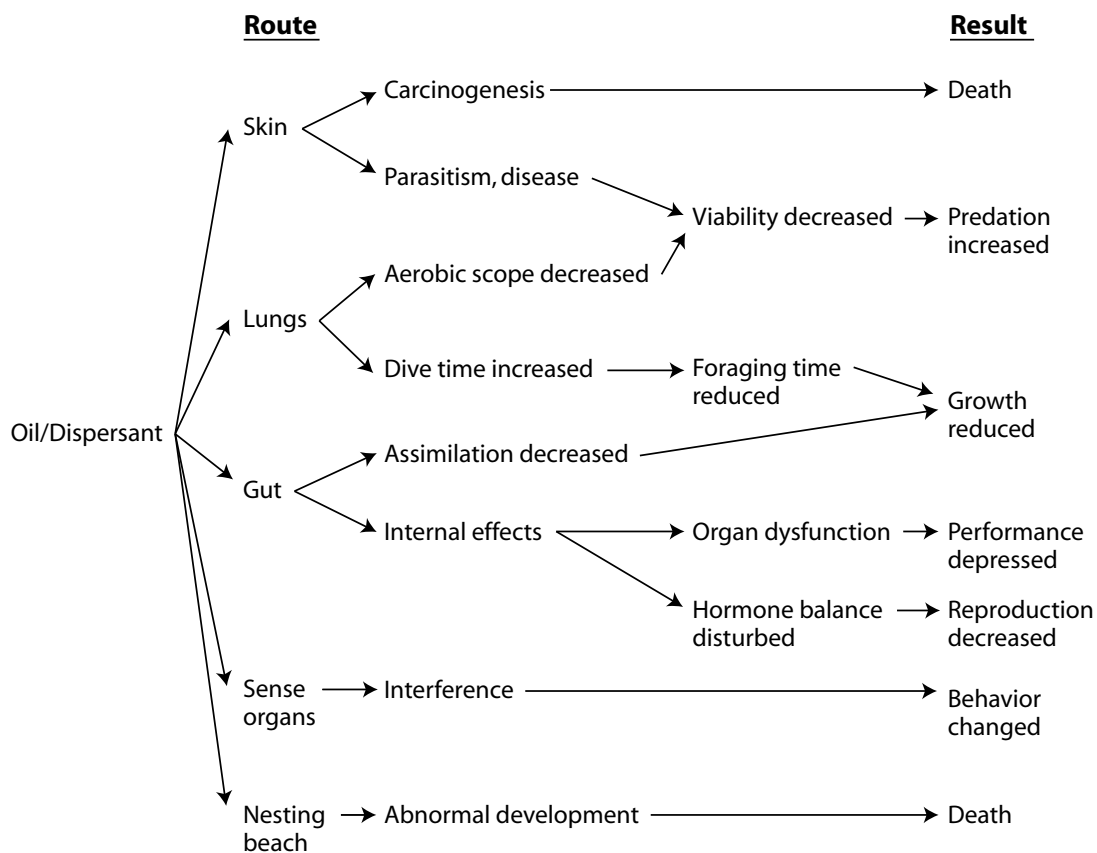 Route
Result
Carcinogenesis
Death
Skin
Parasitism, disease
Viability decreased
Predation
increased
Aerobic scope decreased
Lungs
Dive time increased
Foraging time
reduced
Growth
reduced
Oil/Dispersant
Assimilation decreased
Gut
Internal effects
Organ dysfunction
Performance
depressed
Hormone balance
disturbed
Reproduction
decreased
Sense
organs
Interference
Behavior
changed
Nesting
beach
Abnormal development
Death